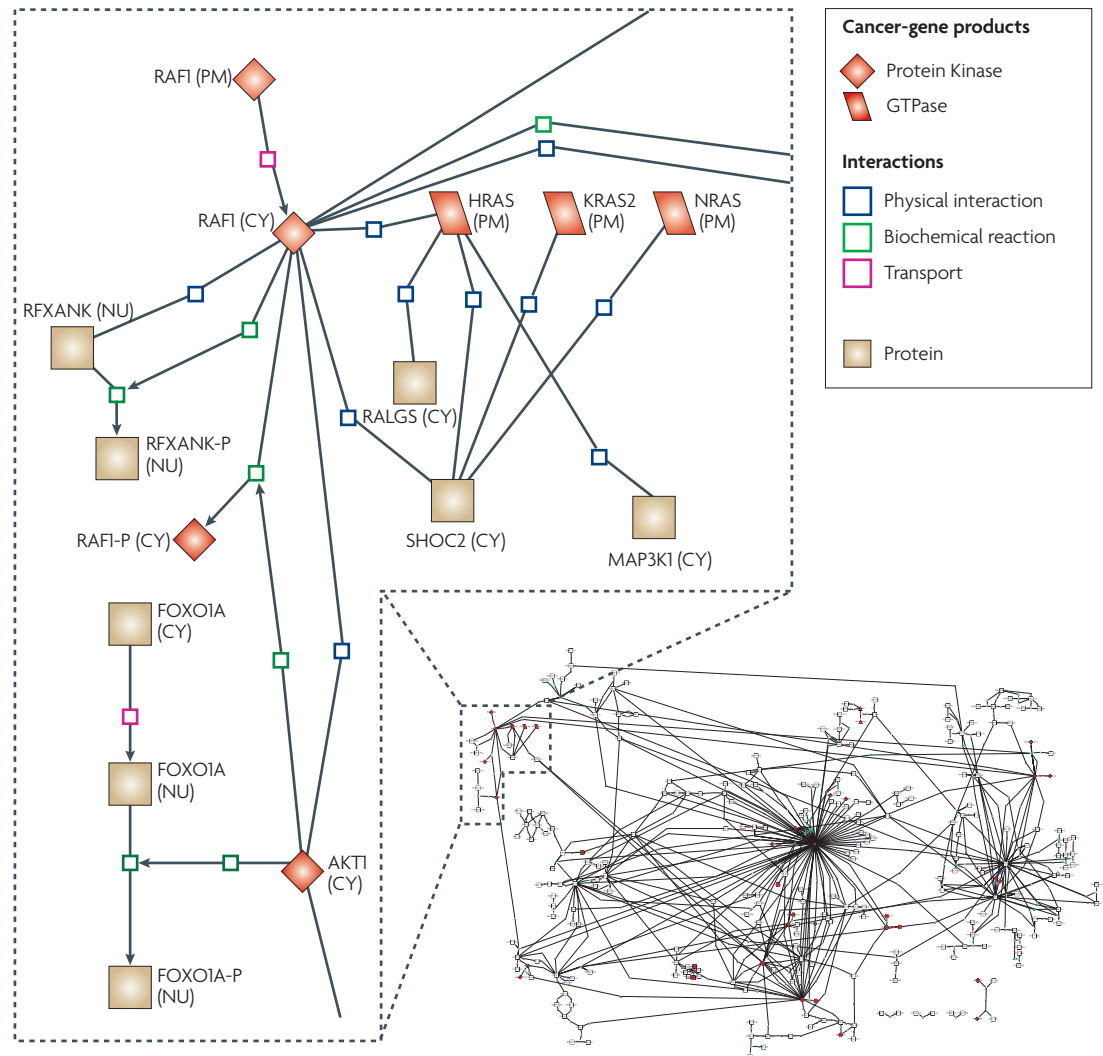 RAF1 (PM)
RAF1 (CY)
HRAS
(PM)
KRAS2
(PM)
NRAS
(PM)
RFXANK (NU)
RALGS (CY)
RFXANK-P
(NU)
RAF1-P (CY)
SHOC2 (CY)
MAP3K1 (CY)
FOXO1A
(CY)
FOXO1A
(NU)
AKT1
(CY)
FOXO1A-P
(NU)
Cancer-gene products
Protein Kinase
GTPase
Interactions
Physical interaction
Biochemical reaction
Transport
Protein